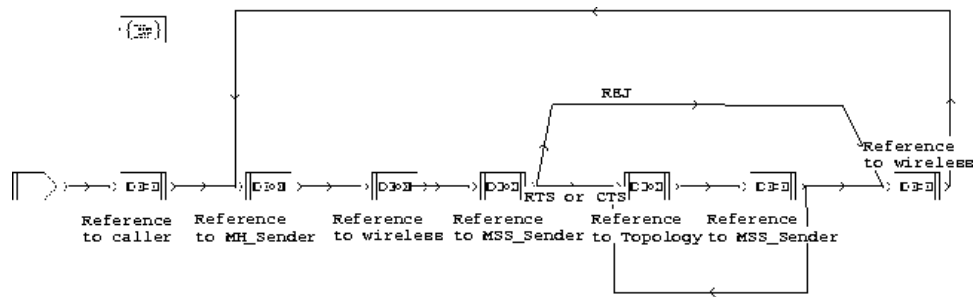 REJ
Reference
to wireless
RTS or CTS
Reference
to caller
Reference
to MH_Sender
Reference
to wireless
Reference
to MSS_Sender
Reference
to Topology
Reference
to MSS_Sender